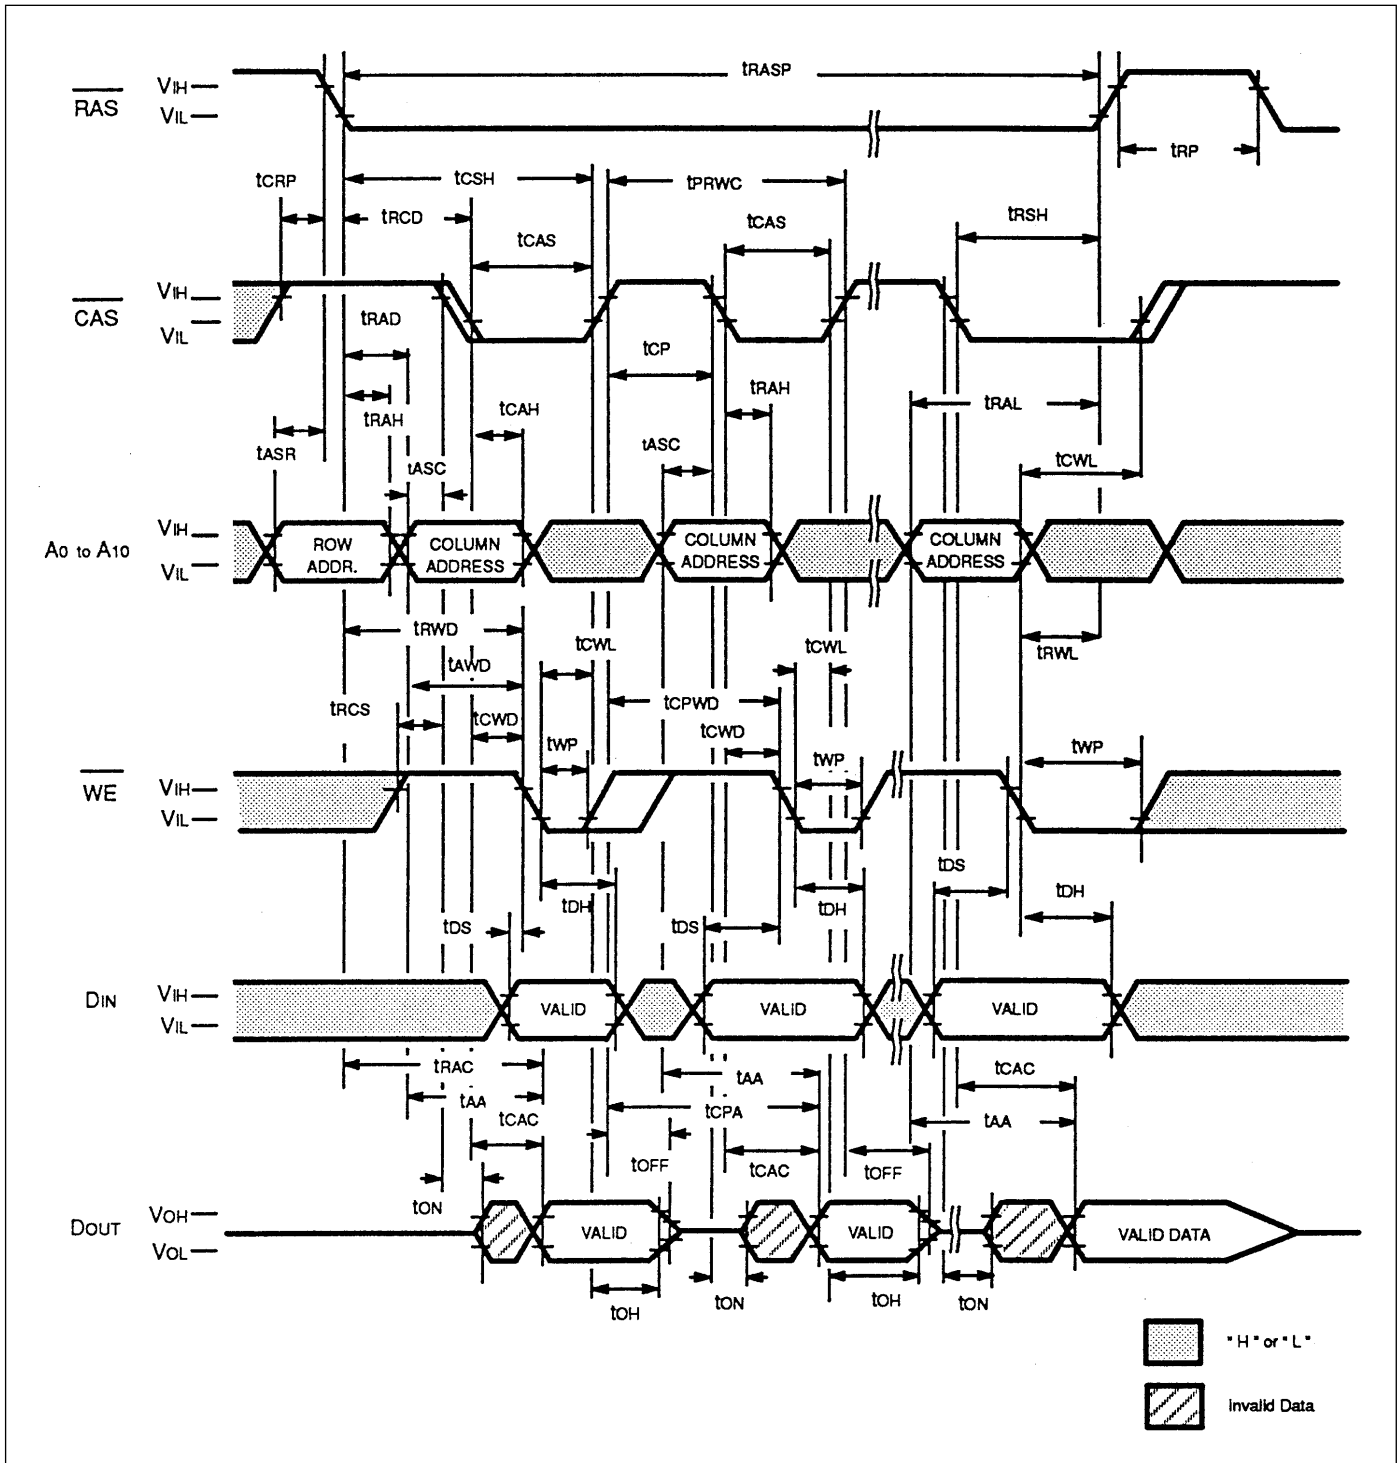 tRASP
VIH
RAS
VIL
tRP
tCRP
tCSH
tPRWC
tRCD
tCAS
tRSH
tCAS
VIH
CAS
VIL
tRAD
tCP
tRAH
tRAL
tRAH
tCAH
tASR
tASC
tASC
tCWL
VIH
A0 to A10
VIL
ROW ADDR.
COLUMN ADDRESS
COLUMN ADDRESS
COLUMN ADDRESS
tRWD
tCWL
tCWL
tRWL
tAWD
tCPWD
tRCS
tCWD
tCWD
tWP
tWP
tWP
WE
VIH
VIL
tDS
tDH
tDH
tDH
tDS
tDS
DIN
VIH
VIL
VALID
VALID
VALID
tRAC
tAA
tCAC
tAA
tCPA
tCAC
tAA
tOFF
tCAC
tOFF
tON
VOH
DOUT
VOL
VALID
VALID
VALID DATA
tOH
tON
tOH
tON
"H" or "L"
Invalid Data